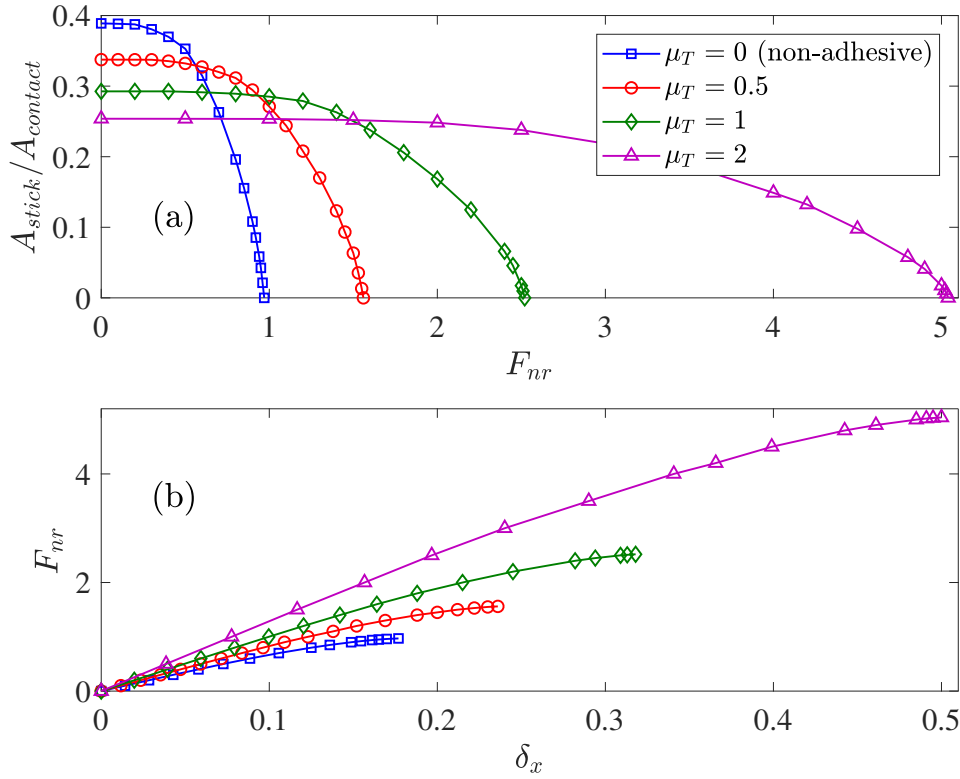 0.4
0.3
0.2
0.1
0
A_{stick}/A_{contact}
(a)
μ_T = 0 (non-adhesive)
μ_T = 0.5
μ_T = 1
μ_T = 2
0 1 2 3 4 5
F_{nr}
4
2
0
F_{nr}
(b)
0 0.1 0.2 0.3 0.4 0.5
δ_x